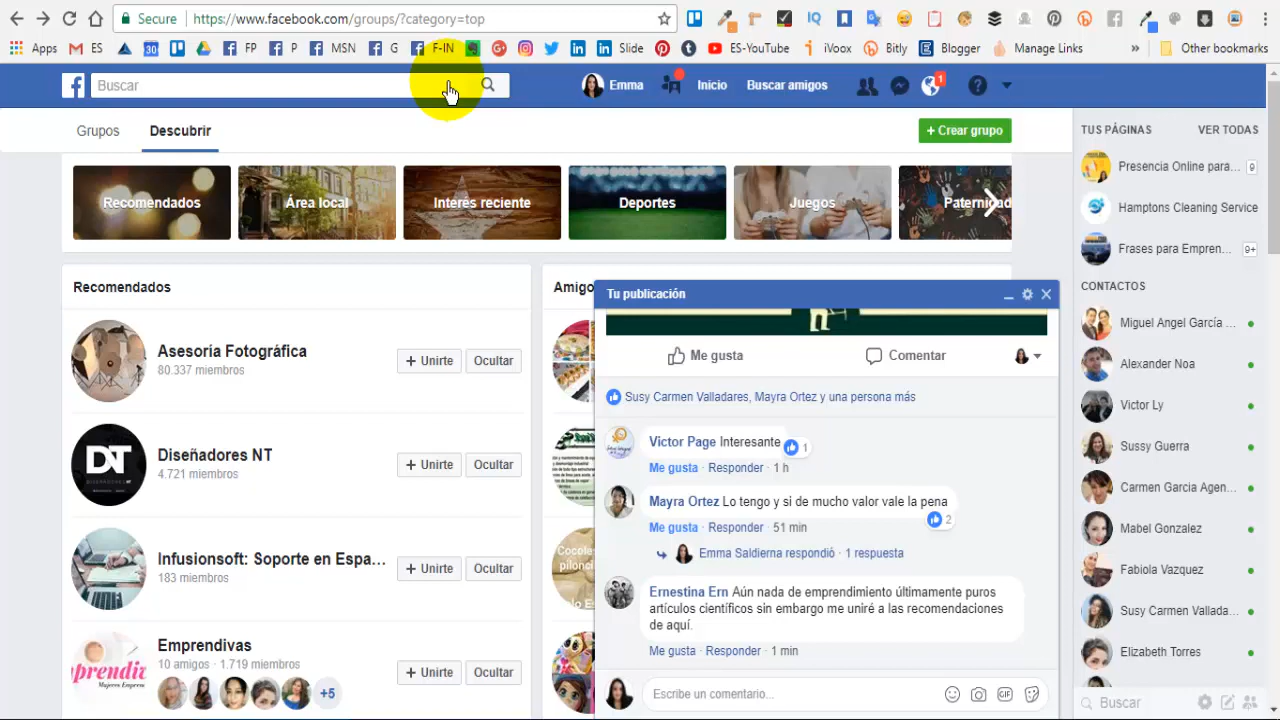 Secure https://www.facebook.com/groups/?category=top
Apps ES FP P MSN G F-IN ES-YouTube Slide iVoox Bitly Blogger Manage Links » Other bookmarks
Buscar Emma Inicio Buscar amigos 1
Grupos Descubrir + Crear grupo
Recomendados Área local Interés reciente Deportes Juegos Paternidad
Recomendados
Asesoría Fotográfica
80.337 miembros
+ Unirte Ocultar
DT
Diseñadores NT
4.721 miembros
+ Unirte Ocultar
Infusionsoft: Soporte en Espa...
183 miembros
+ Unirte Ocultar
Emprendivas
10 amigos · 1.719 miembros
+5
+ Unirte Ocultar
Amigo
Tu publicación
Me gusta Comentar
Susy Carmen Valladares, Mayra Ortez y una persona más
Victor Page Interesante 1
Me gusta · Responder · 1 h
Mayra Ortez Lo tengo y si de mucho valor vale la pena
2
Me gusta · Responder · 51 min
Emma Saldierna respondió · 1 respuesta
Ernestina Ern Aún nada de emprendimiento últimamente puros
artículos científicos sin embargo me uniré a las recomendaciones
de aquí.
Me gusta · Responder · 1 min
Escribe un comentario...
GIF
TUS PÁGINAS VER TODAS
Presencia Online para... 9
Hamptons Cleaning Service
Frases para Empren... 9+
CONTACTOS
Miguel Angel García ...
Alexander Noa
Victor Ly
Sussy Guerra
Carmen Garcia Agen...
Mabel Gonzalez
Fabiola Vazquez
Susy Carmen Vallada...
Elizabeth Torres
Buscar